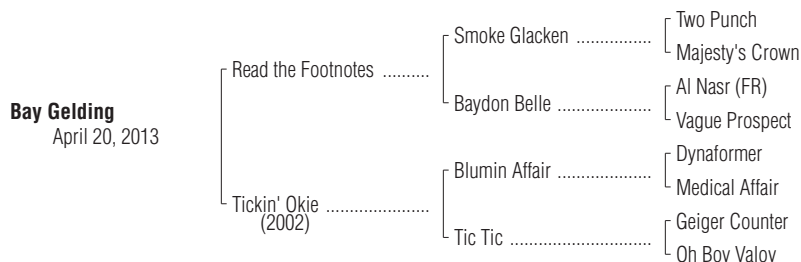 Two Punch
Smoke Glacken ..................
Majesty's Crown
Read the Footnotes ..........
Al Nasr (FR)
Baydon Belle ......................
Vague Prospect
Bay Gelding
April 20, 2013
Dynaformer
Blumin Affair ......................
Medical Affair
Tickin' Okie ........................
(2002)
Geiger Counter
Tic Tic ..................................
Oh Boy Valoy